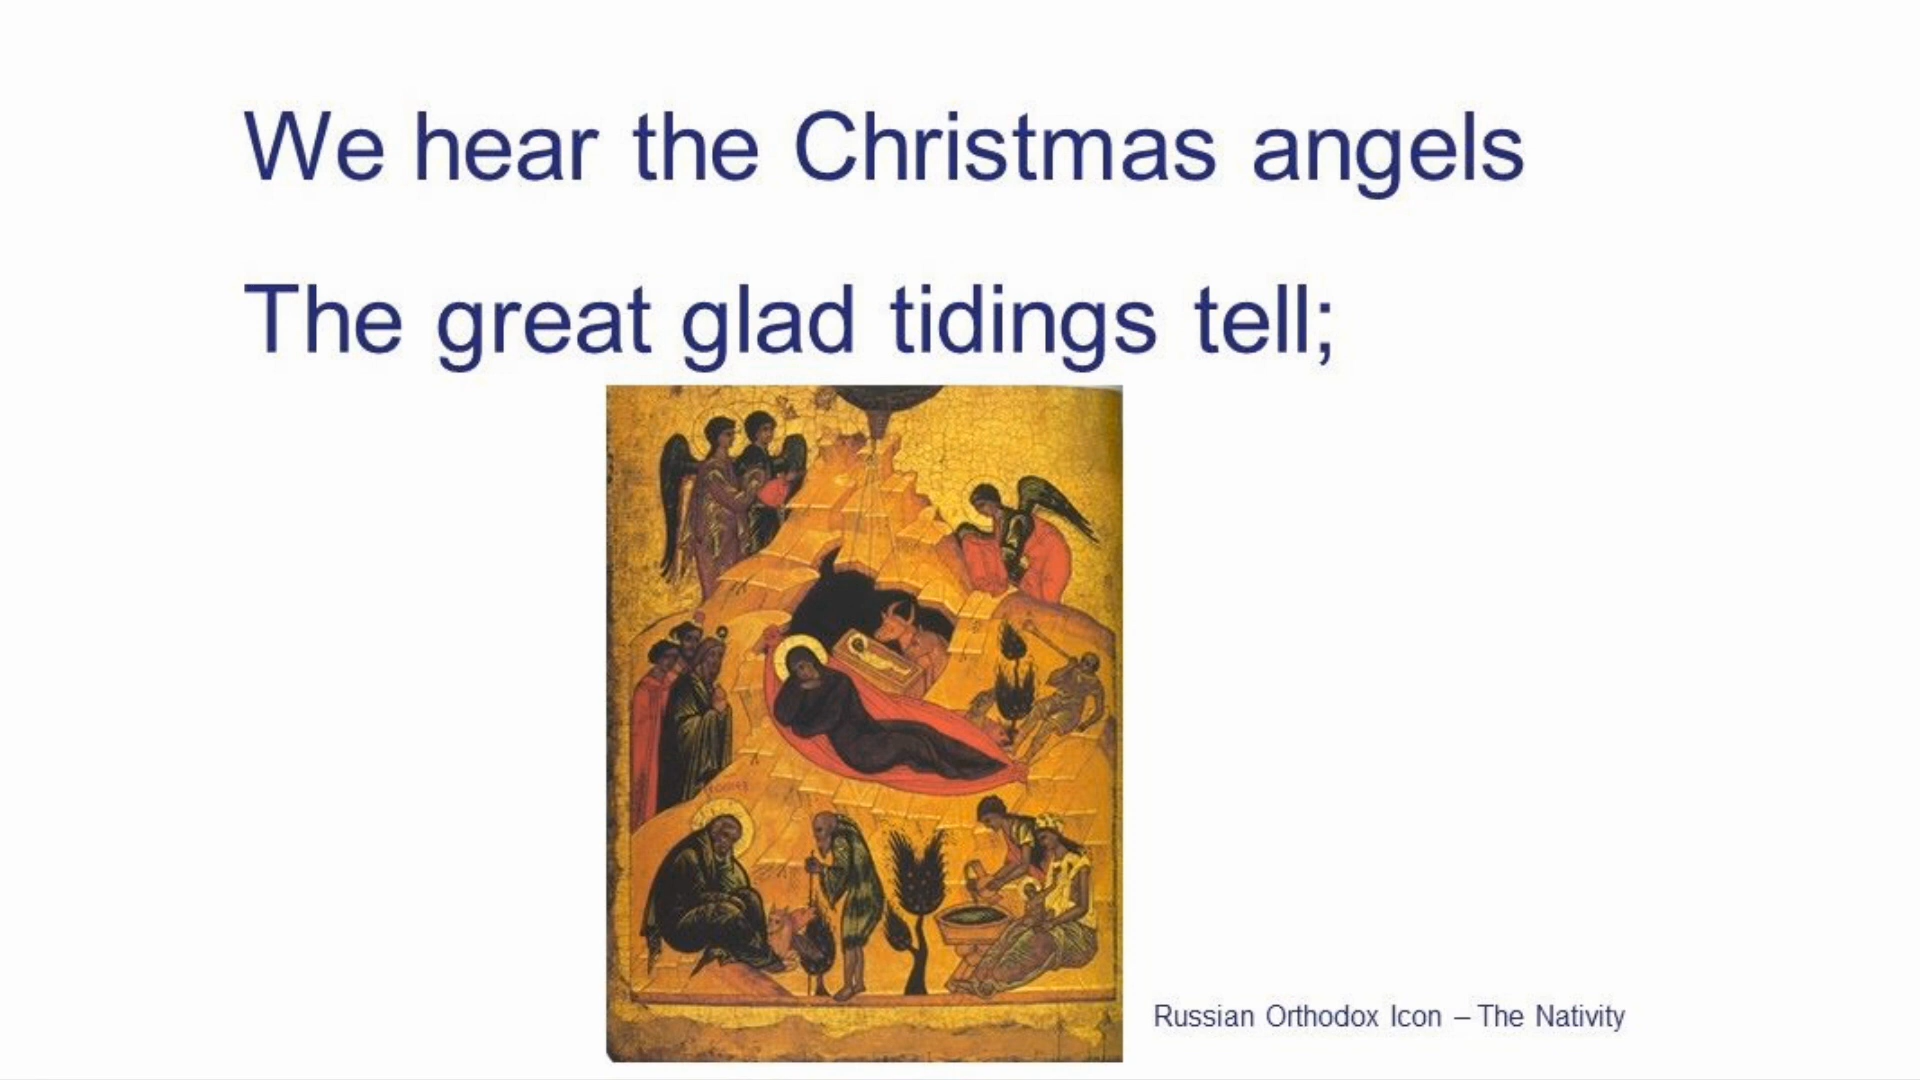 We hear the Christmas angels
The great glad tidings tell;
Russian Orthodox Icon – The Nativity